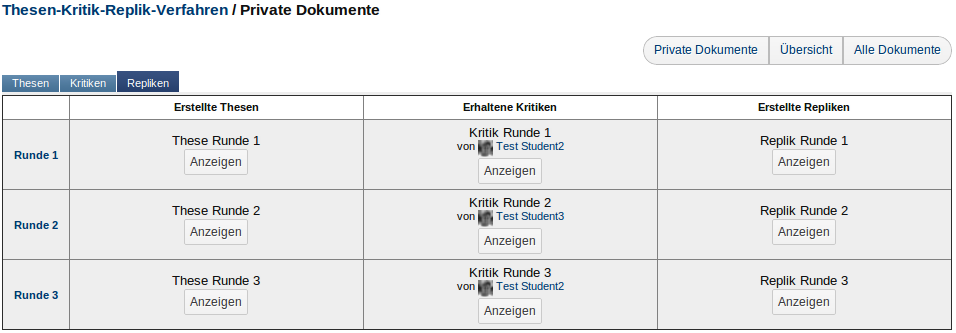 Thesen-Kritik-Replik-Verfahren / Private Dokumente
Private Dokumente Übersicht Alle Dokumente
Thesen Kritiken Repliken
Erstellte Thesen Erhaltene Kritiken Erstellte Repliken
Runde 1
These Runde 1
Anzeigen
Kritik Runde 1
von Test Student2
Anzeigen
Replik Runde 1
Anzeigen
Runde 2
These Runde 2
Anzeigen
Kritik Runde 2
von Test Student3
Anzeigen
Replik Runde 2
Anzeigen
Runde 3
These Runde 3
Anzeigen
Kritik Runde 3
von Test Student2
Anzeigen
Replik Runde 3
Anzeigen